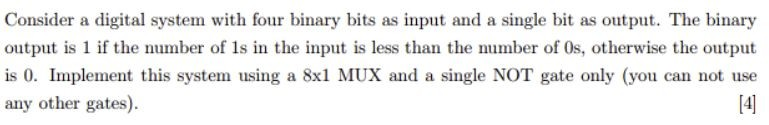 Consider a digital system with four binary bits as input and a single bit as output. The binary
output is 1 if the number of 1s in the input is less than the number of 0s, otherwise the output
is 0. Implement this system using a 8x1 MUX and a single NOT gate only (you can not use
any other gates). [4]